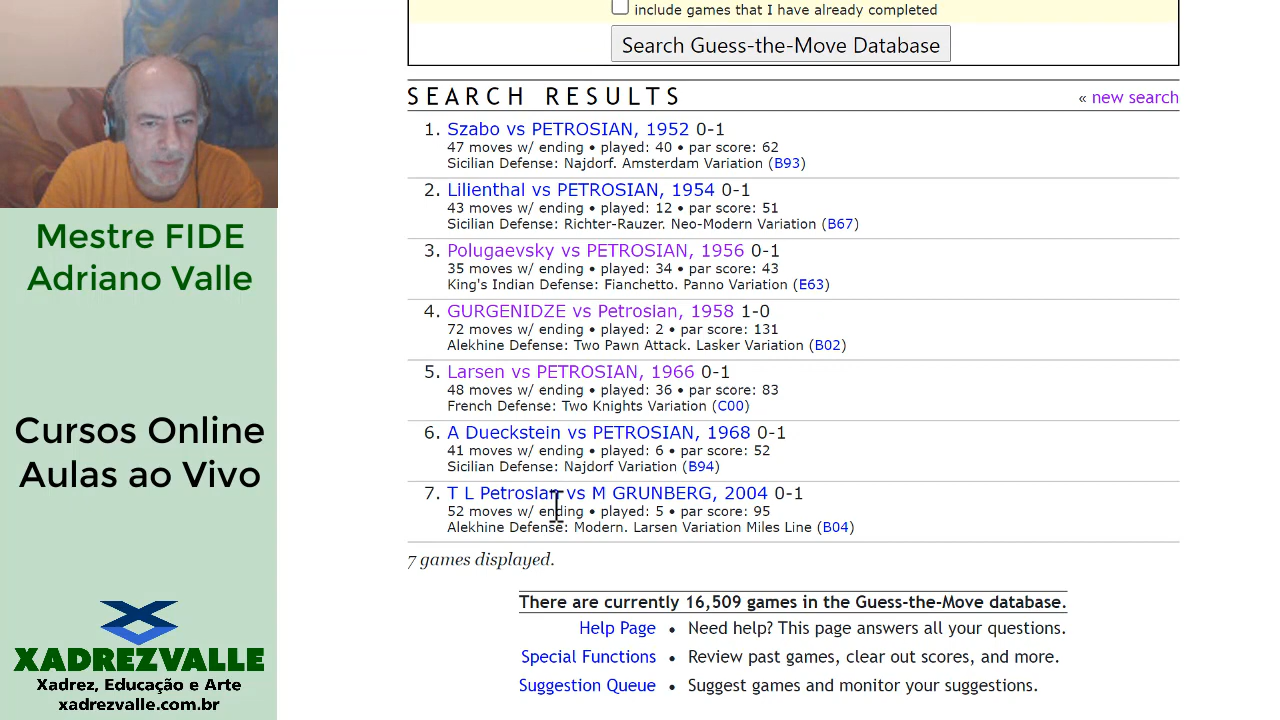 include games that I have already completed
Search Guess-the-Move Database
SEARCH RESULTS
« new search
1. Szabo vs PETROSIAN, 1952 0-1
47 moves w/ ending • played: 40 • par score: 62
Sicilian Defense: Najdorf. Amsterdam Variation (B93)
2. Lilienthal vs PETROSIAN, 1954 0-1
43 moves w/ ending • played: 12 • par score: 51
Sicilian Defense: Richter-Rauzer. Neo-Modern Variation (B67)
3. Polugaevsky vs PETROSIAN, 1956 0-1
35 moves w/ ending • played: 34 • par score: 43
King's Indian Defense: Fianchetto. Panno Variation (E63)
4. GURGENIDZE vs Petrosian, 1958 1-0
72 moves w/ ending • played: 2 • par score: 131
Alekhine Defense: Two Pawn Attack. Lasker Variation (B02)
5. Larsen vs PETROSIAN, 1966 0-1
48 moves w/ ending • played: 36 • par score: 83
French Defense: Two Knights Variation (C00)
6. A Dueckstein vs PETROSIAN, 1968 0-1
41 moves w/ ending • played: 6 • par score: 52
Sicilian Defense: Najdorf Variation (B94)
7. T L Petrosian vs M GRUNBERG, 2004 0-1
52 moves w/ ending • played: 5 • par score: 95
Alekhine Defense: Modern. Larsen Variation Miles Line (B04)
7 games displayed.
There are currently 16,509 games in the Guess-the-Move database.
Help Page • Need help? This page answers all your questions.
Special Functions • Review past games, clear out scores, and more.
Suggestion Queue • Suggest games and monitor your suggestions.
Mestre FIDE
Adriano Valle
Cursos Online
Aulas ao Vivo
XADREZVALLE
Xadrez, Educação e Arte
xadrezvalle.com.br